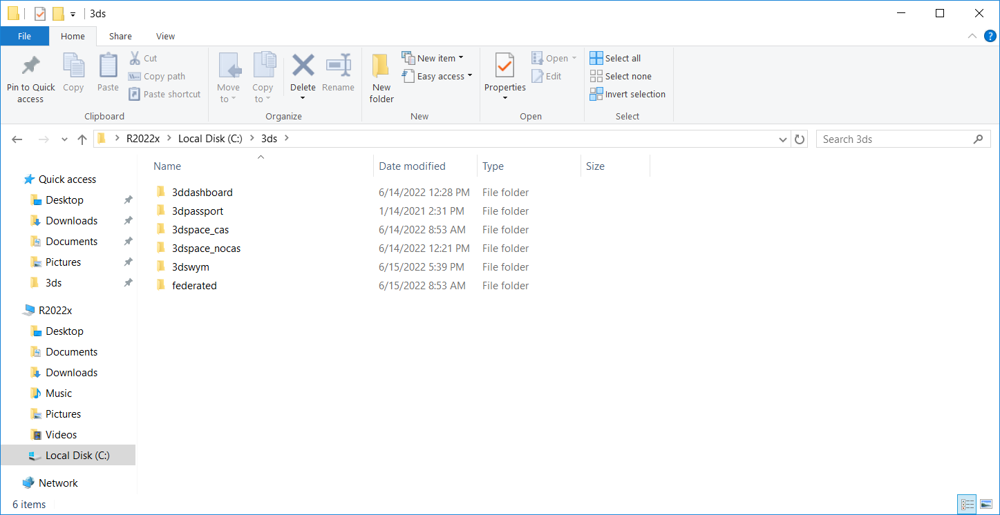 3ds
File Home Share View
Pin to Quick access
Copy
Paste
Cut
Copy path
Paste shortcut
Clipboard
Move to
Copy to
Delete
Rename
Organize
New folder
New item
Easy access
New
Properties
Open
Edit
Open
Select all
Select none
Invert selection
Select
R2022x Local Disk (C:) 3ds
Search 3ds
Quick access
Desktop
Downloads
Documents
Pictures
3ds
R2022x
Desktop
Documents
Downloads
Music
Pictures
Videos
Local Disk (C:)
Network
Name Date modified Type Size
3ddashboard 6/14/2022 12:28 PM File folder
3dpassport 1/14/2021 2:31 PM File folder
3dspace_cas 6/14/2022 8:53 AM File folder
3dspace_nocas 6/14/2022 12:21 PM File folder
3dswym 6/15/2022 5:39 PM File folder
federated 6/15/2022 8:53 AM File folder
6 items